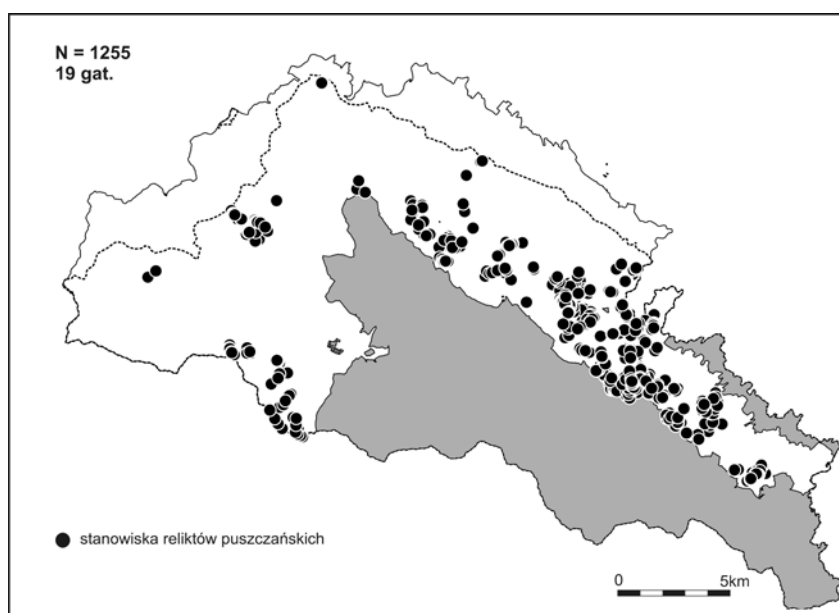 N = 1255
19 gat.
stanowiska reliktów puszczańskich
0 5km